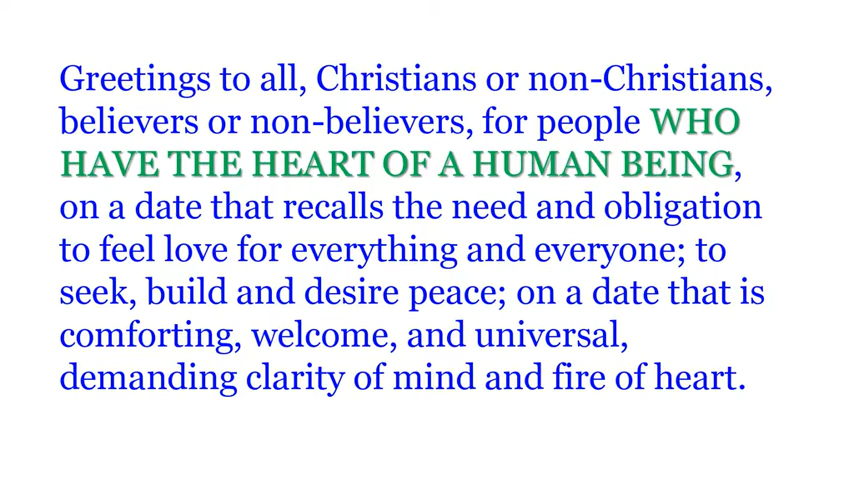 Greetings to all, Christians or non-Christians,
believers or non-believers, for people WHO
HAVE THE HEART OF A HUMAN BEING,
on a date that recalls the need and obligation
to feel love for everything and everyone; to
seek, build and desire peace; on a date that is
comforting, welcome, and universal,
demanding clarity of mind and fire of heart.